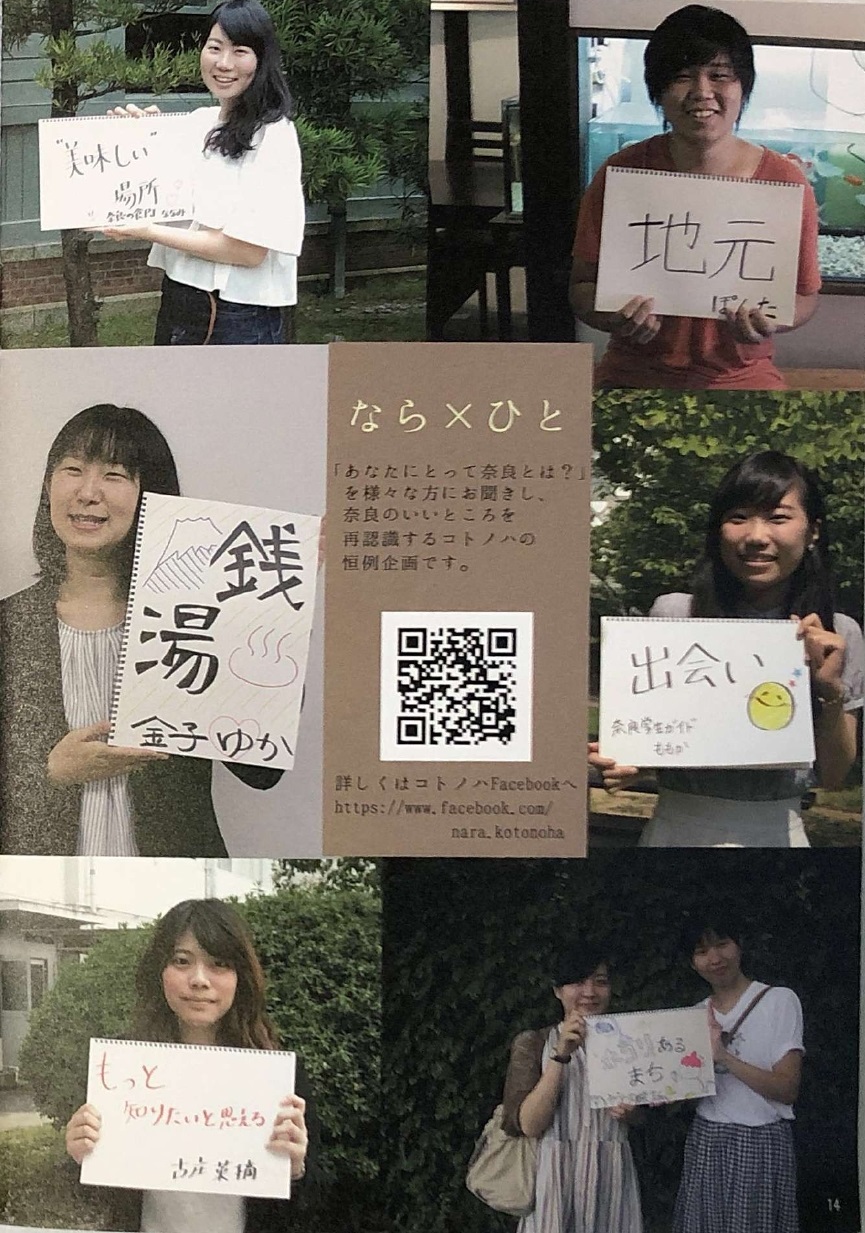 "美味しい"
場所
地元
ぽんた
なら×ひと
「あなたにとって奈良とは?」
を様々な方にお聞きし、
奈良のいいところを
再認識するコトノハの
恒例企画です。
詳しくはコトノハFacebookへ
https://www.facebook.com/
nara.kotonoha
銭
湯
金子ゆか
出会い
奈良学生ガイド
ももか
もっと
知りたいと思える
古庄菜摘
ある
まち
14